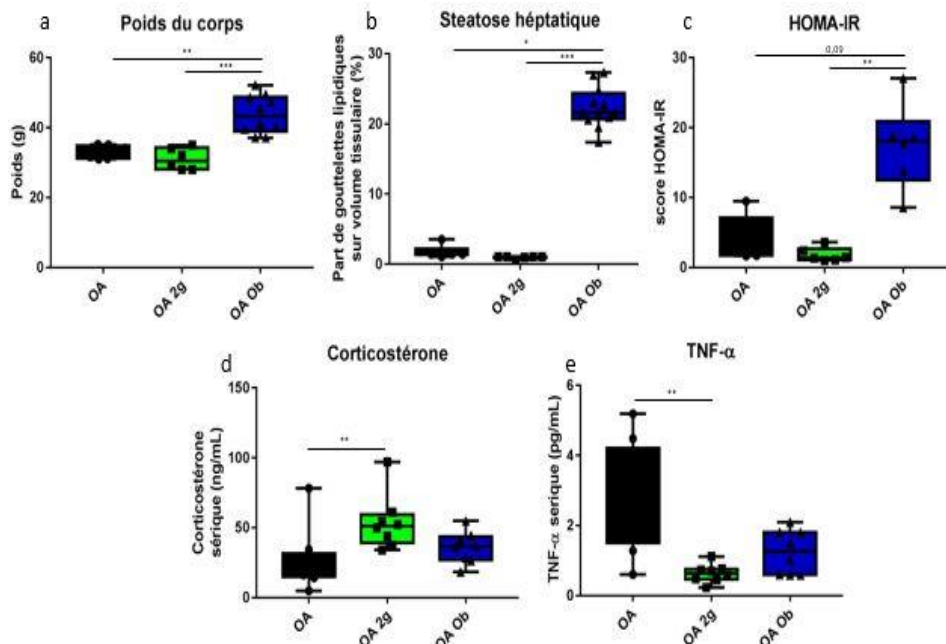 a
Poids du corps
**
***
Poids (g)
60
40
20
0
OA
OA 2g
OA Ob
b
Steatose héptatique
*
***
Part de gouttelettes lipidiques
sur volume tissulaire (%)
30
20
10
0
OA
OA 2g
OA Ob
c
HOMA-IR
0,09
**
score HOMA-IR
30
20
10
0
OA
OA 2g
OA Ob
d
Corticostérone
**
Corticostérone
sérique (ng/mL)
150
100
50
0
OA
OA 2g
OA Ob
e
TNF-α
**
TNF-α serique (pg/mL)
6
4
2
0
OA
OA 2g
OA Ob